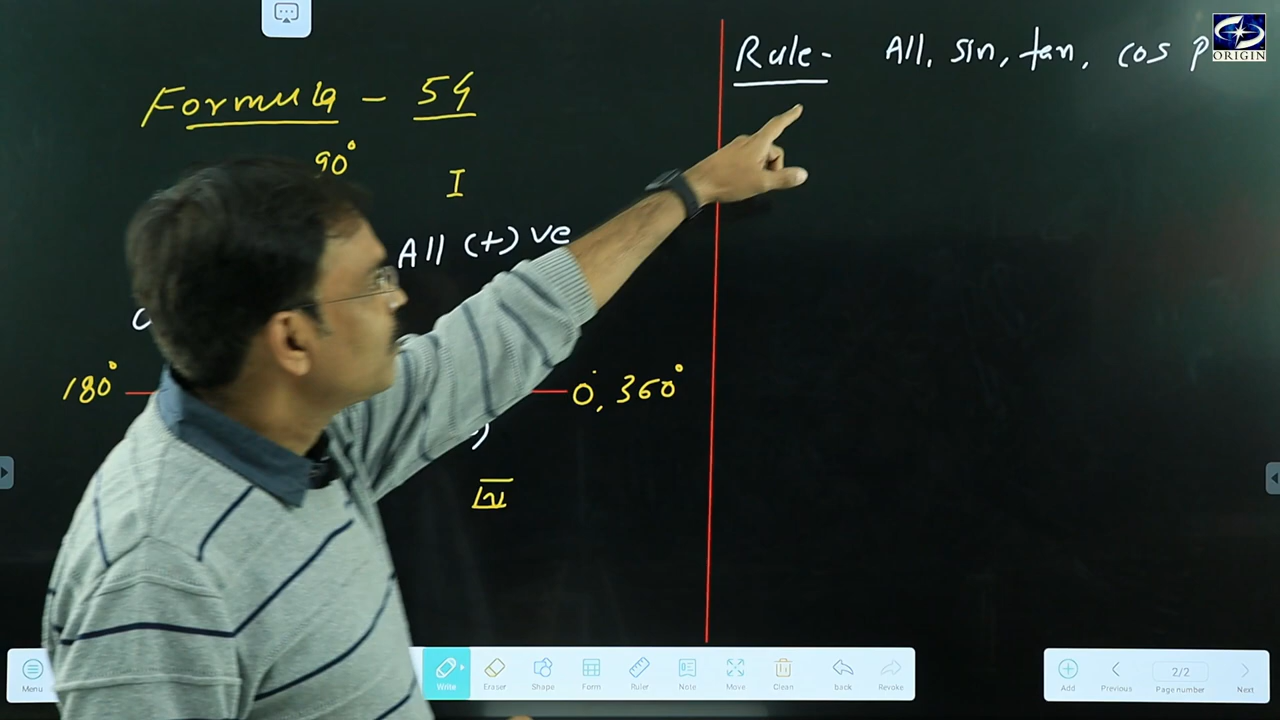 Formula - 54
90°
I
All (+)ve
180°
0°, 360°
IV
Rule- All, sin, tan, cos
ORIGIN
Menu
Write
Eraser
Shape
Form
Ruler
Note
Move
Clean
back
Revoke
Add
Previous
2/2
Page number
Next